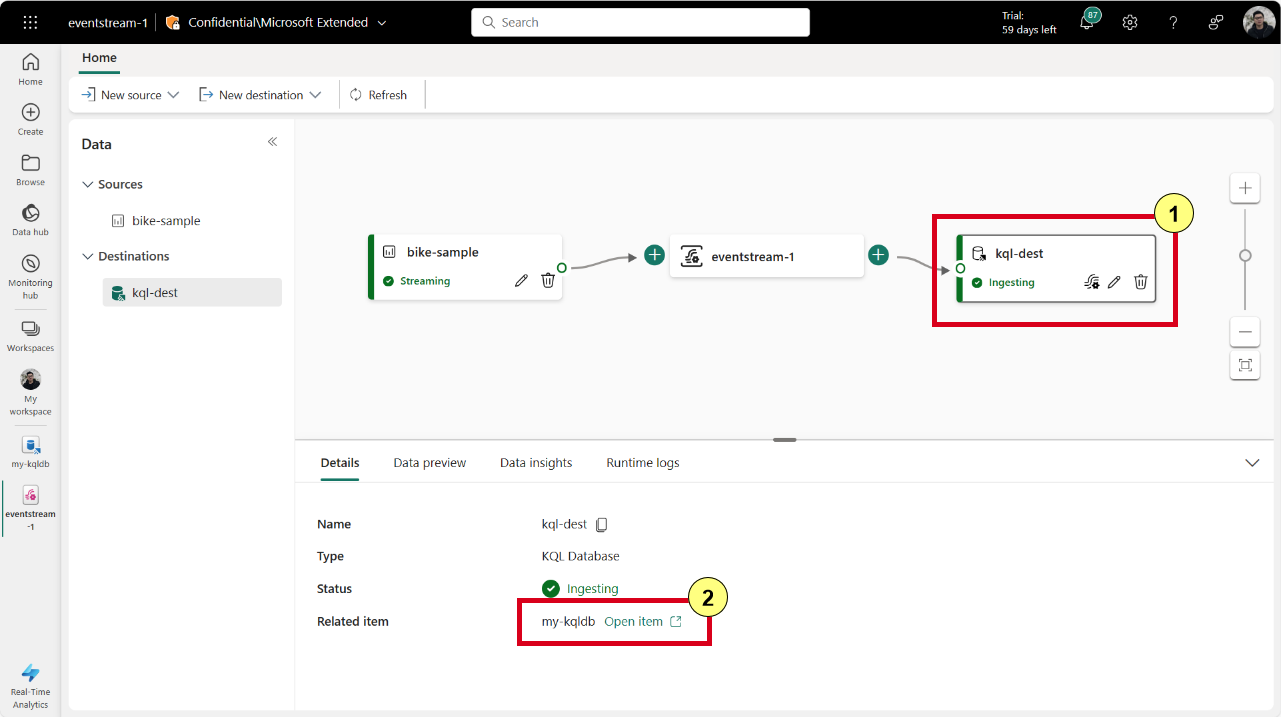 eventstream-1
Confidential\Microsoft Extended
Search
Trial:
59 days left
87
Home
Home
New source
New destination
Refresh
Create
Browse
Data hub
Monitoring
hub
Workspaces
My
workspace
my-kqldb
eventstream
-1
Real-Time
Analytics
Data
Sources
bike-sample
Destinations
kql-dest
bike-sample
Streaming
eventstream-1
1
kql-dest
Ingesting
Details
Data preview
Data insights
Runtime logs
Name
kql-dest
Type
KQL Database
Status
Ingesting
2
Related item
my-kqldb Open item